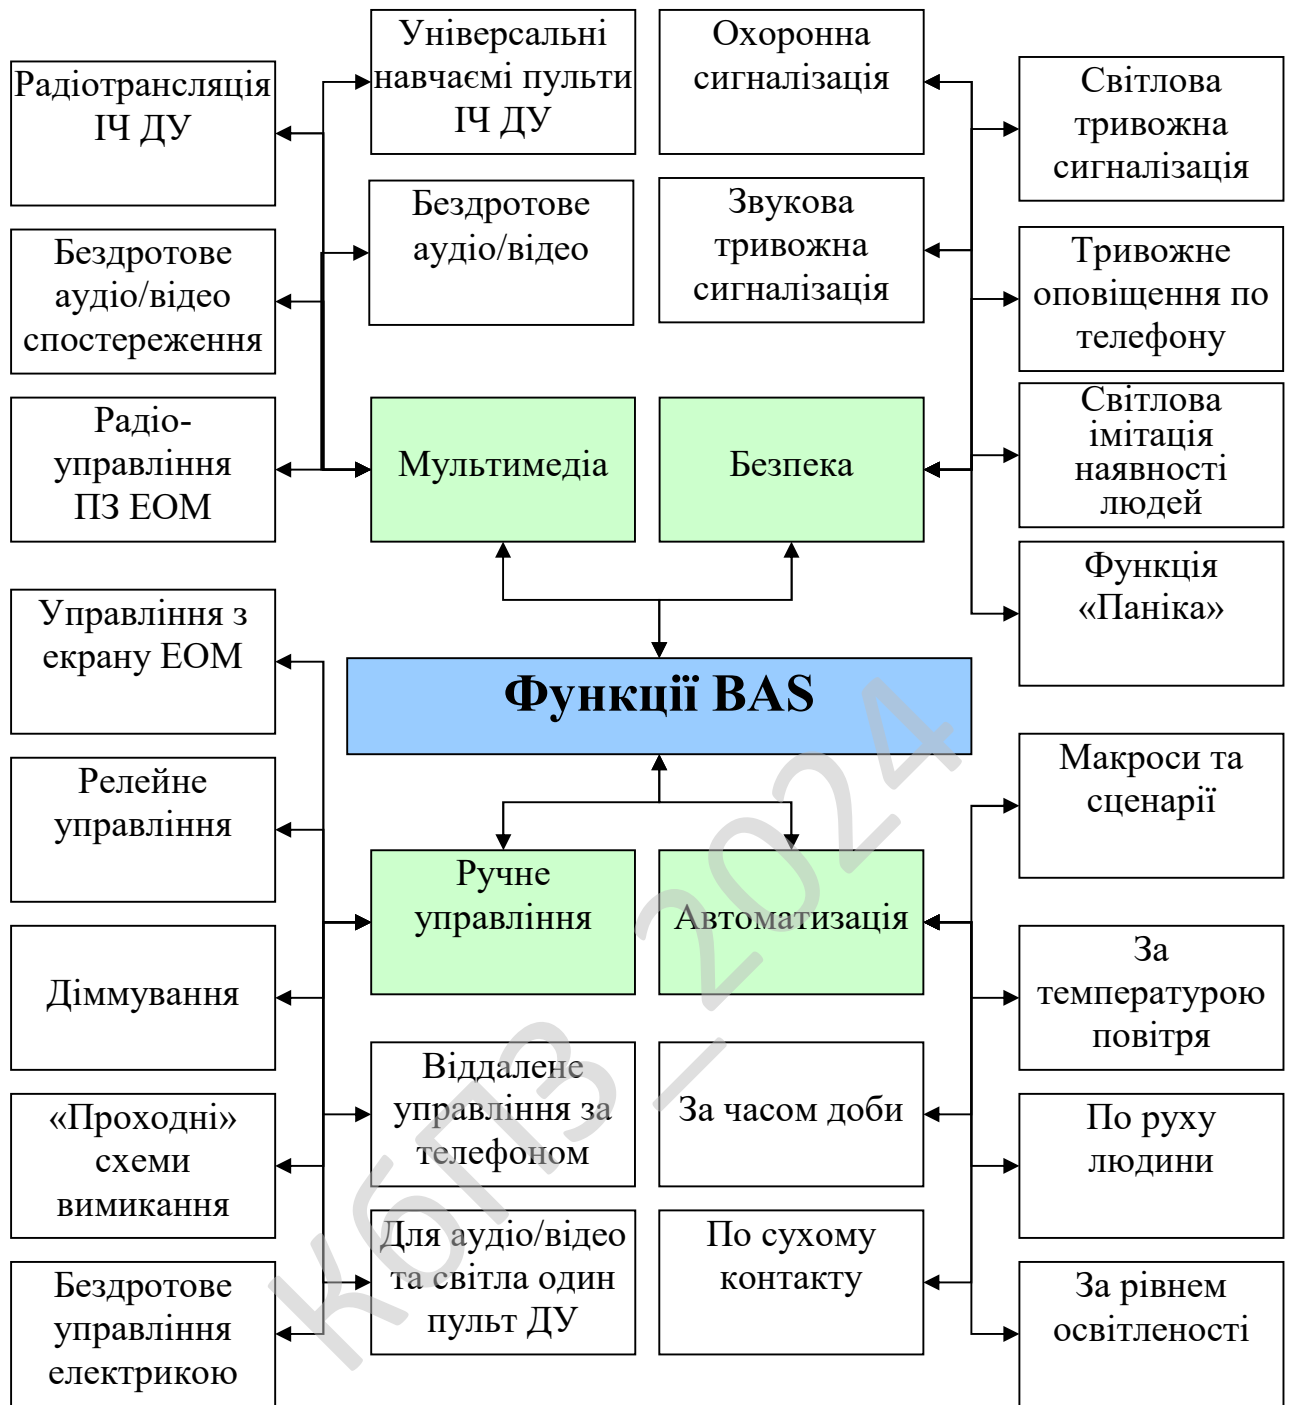 Радіотрансляція
ІЧ ДУ
Універсальні
навчаємі пульти
ІЧ ДУ
Охоронна
сигналізація
Світлова
тривожна
сигналізація
Бездротове
аудіо/відео
спостереження
Бездротове
аудіо/відео
Звукова
тривожна
сигналізація
Тривожне
оповіщення по
телефону
Радіо-
управління
ПЗ ЕОМ
Мультимедіа
Безпека
Світлова
імітація
наявності
людей
Функція
«Паніка»
Управління з
екрану ЕОМ
Функції BAS
Релейне
управління
Макроси та
сценарії
Ручне
управління
Автоматизація
Діммування
За
температурою
повітря
«Проходні»
схеми
вимикання
Віддалене
управління за
телефоном
За часом доби
По руху
людини
Бездротове
управління
електрикою
Для аудіо/відео
та світла один
пульт ДУ
По сухому
контакту
За рівнем
освітленості
КбПЗ_2024